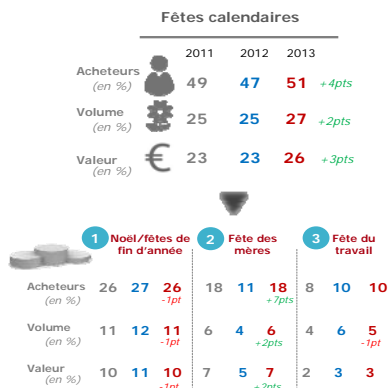 Fêtes calendaires
2011 2012 2013
Acheteurs
(en %) 49 47 51 +4pts
Volume
(en %) 25 25 27 +2pts
Valeur
(en %) € 23 23 26 +3pts
1 Noël/fêtes de fin d'année
2 Fête des mères
3 Fête du travail
Acheteurs 26 27 26 18 11 18 8 10 10
(en %) -1pt +7pts
Volume 11 12 11 6 4 6 4 6 5
(en %) -1pt +2pts -1pt
Valeur 10 11 10 7 5 7 2 3 3
(en %) -1pt +2pts